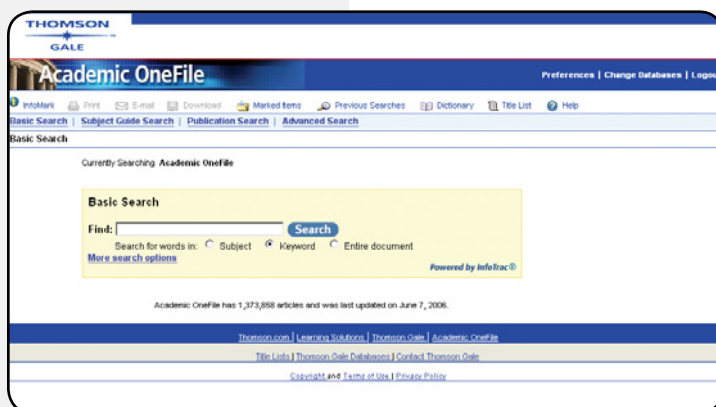 THOMSON
GALE
Academic OneFile
Preferences | Change Databases | Logou
InfoMark Print E-mail Download Marked Items Previous Searches Dictionary Title List Help
Basic Search | Subject Guide Search | Publication Search | Advanced Search
Basic Search
Currently Searching Academic OneFile
Basic Search
Find: Search
Search for words in: Subject Keyword Entire document
More search options
Powered by InfoTrac®
Academic OneFile has 1,373,858 articles and was last updated on June 7, 2006.
Thomson.com | Learning Solutions | Thomson Gale | Academic OneFile
Title Lists | Thomson Gale Databases | Contact Thomson Gale
Copyright and Terms of Use | Privacy Policy